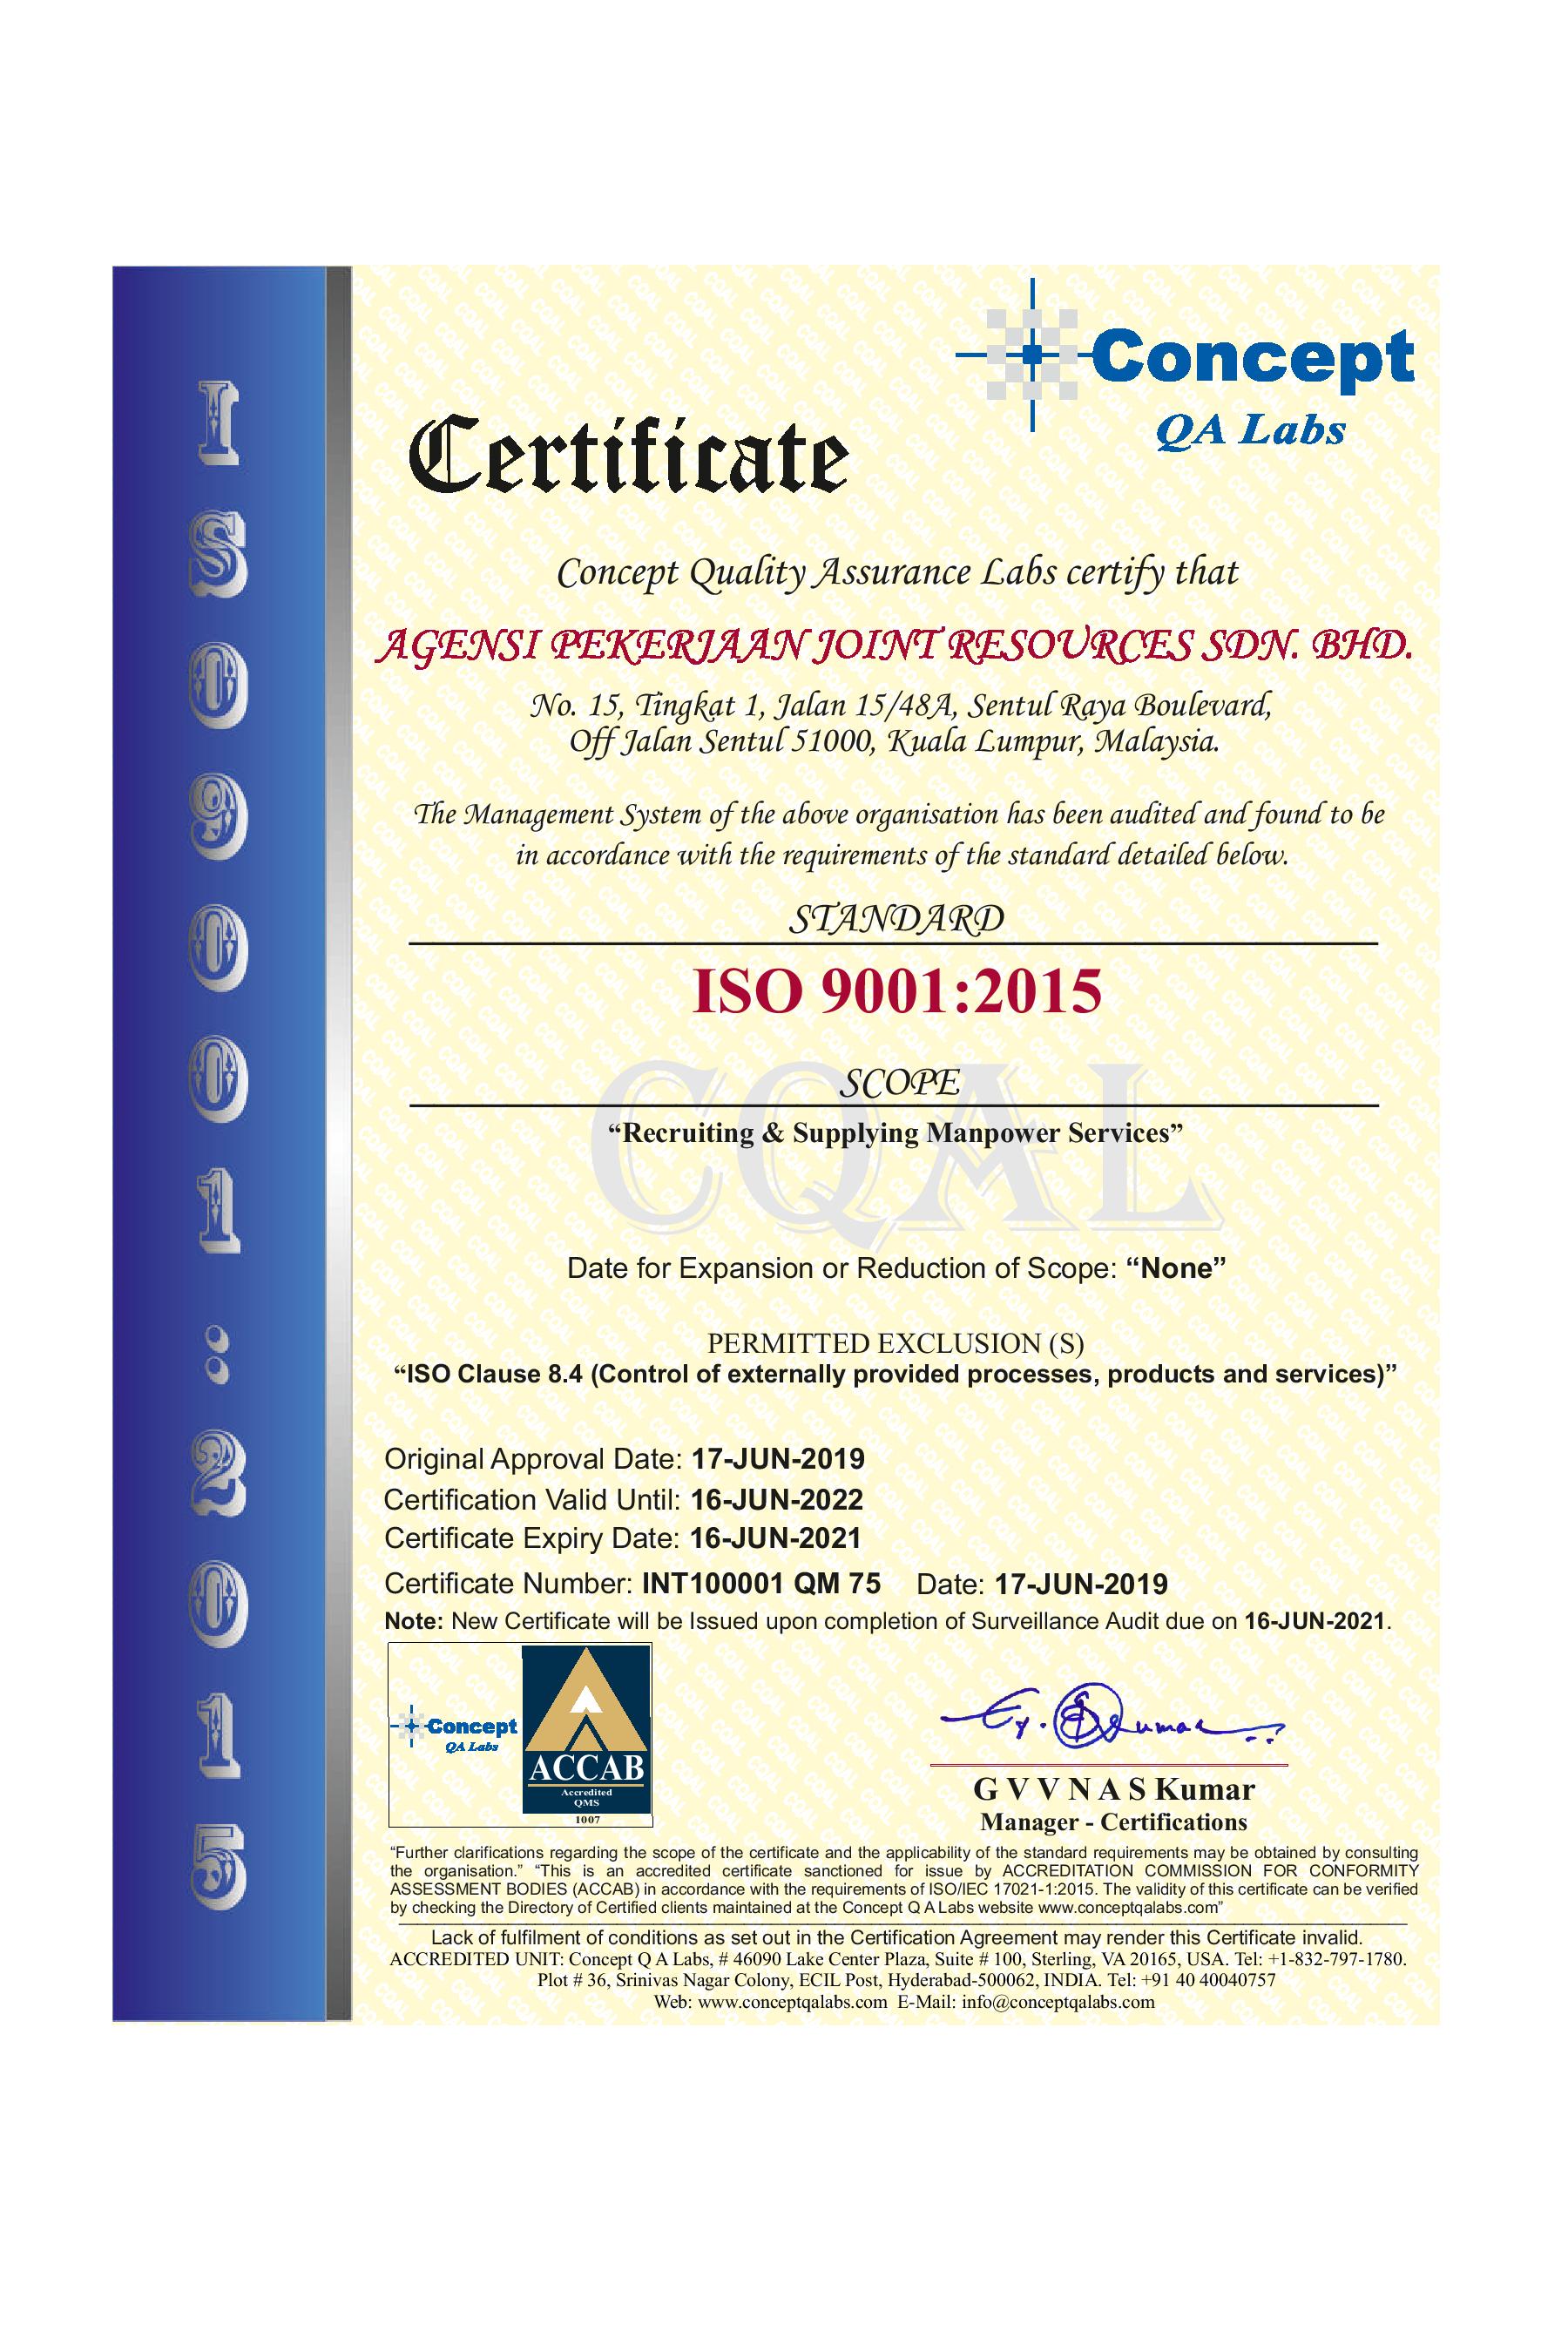 ISO9001:2015
Concept
QA Labs
Certificate
Concept Quality Assurance Labs certify that
AGENSI PEKERJAAN JOINT RESOURCES SDN. BHD.
No. 15, Tingkat 1, Jalan 15/48A, Sentul Raya Boulevard,
Off Jalan Sentul 51000, Kuala Lumpur, Malaysia.
The Management System of the above organisation has been audited and found to be
in accordance with the requirements of the standard detailed below.
STANDARD
ISO 9001:2015
CQAL
SCOPE
“Recruiting & Supplying Manpower Services”
Date for Expansion or Reduction of Scope: “None”
PERMITTED EXCLUSION (S)
“ISO Clause 8.4 (Control of externally provided processes, products and services)”
Original Approval Date: 17-JUN-2019
Certification Valid Until: 16-JUN-2022
Certificate Expiry Date: 16-JUN-2021
Certificate Number: INT100001 QM 75 Date: 17-JUN-2019
Note: New Certificate will be Issued upon completion of Surveillance Audit due on 16-JUN-2021.
Concept
QA Labs
ACCAB
Accredited
QMS
1007
G V V N A S Kumar
Manager - Certifications
“Further clarifications regarding the scope of the certificate and the applicability of the standard requirements may be obtained by consulting
the organisation.” “This is an accredited certificate sanctioned for issue by ACCREDITATION COMMISSION FOR CONFORMITY
ASSESSMENT BODIES (ACCAB) in accordance with the requirements of ISO/IEC 17021-1:2015. The validity of this certificate can be verified
by checking the Directory of Certified clients maintained at the Concept Q A Labs website www.conceptqalabs.com”
Lack of fulfilment of conditions as set out in the Certification Agreement may render this Certificate invalid.
ACCREDITED UNIT: Concept Q A Labs, # 46090 Lake Center Plaza, Suite # 100, Sterling, VA 20165, USA. Tel: +1-832-797-1780.
Plot # 36, Srinivas Nagar Colony, ECIL Post, Hyderabad-500062, INDIA. Tel: +91 40 40040757
Web: www.conceptqalabs.com E-Mail: info@conceptqalabs.com